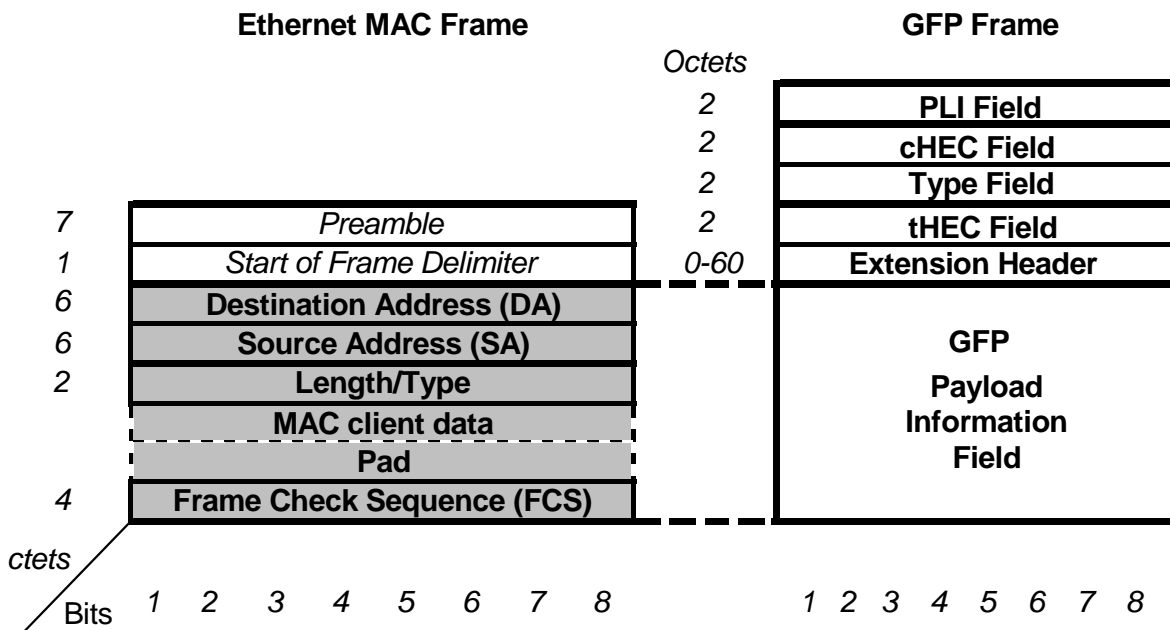 Ethernet MAC Frame
GFP Frame
Octets
2 PLI Field
2 cHEC Field
2 Type Field
7 Preamble 2 tHEC Field
1 Start of Frame Delimiter 0-60 Extension Header
6 Destination Address (DA)
6 Source Address (SA)
2 Length/Type
MAC client data
Pad
4 Frame Check Sequence (FCS)
GFP
Payload
Information
Field
ctets
Bits 1 2 3 4 5 6 7 8
1 2 3 4 5 6 7 8